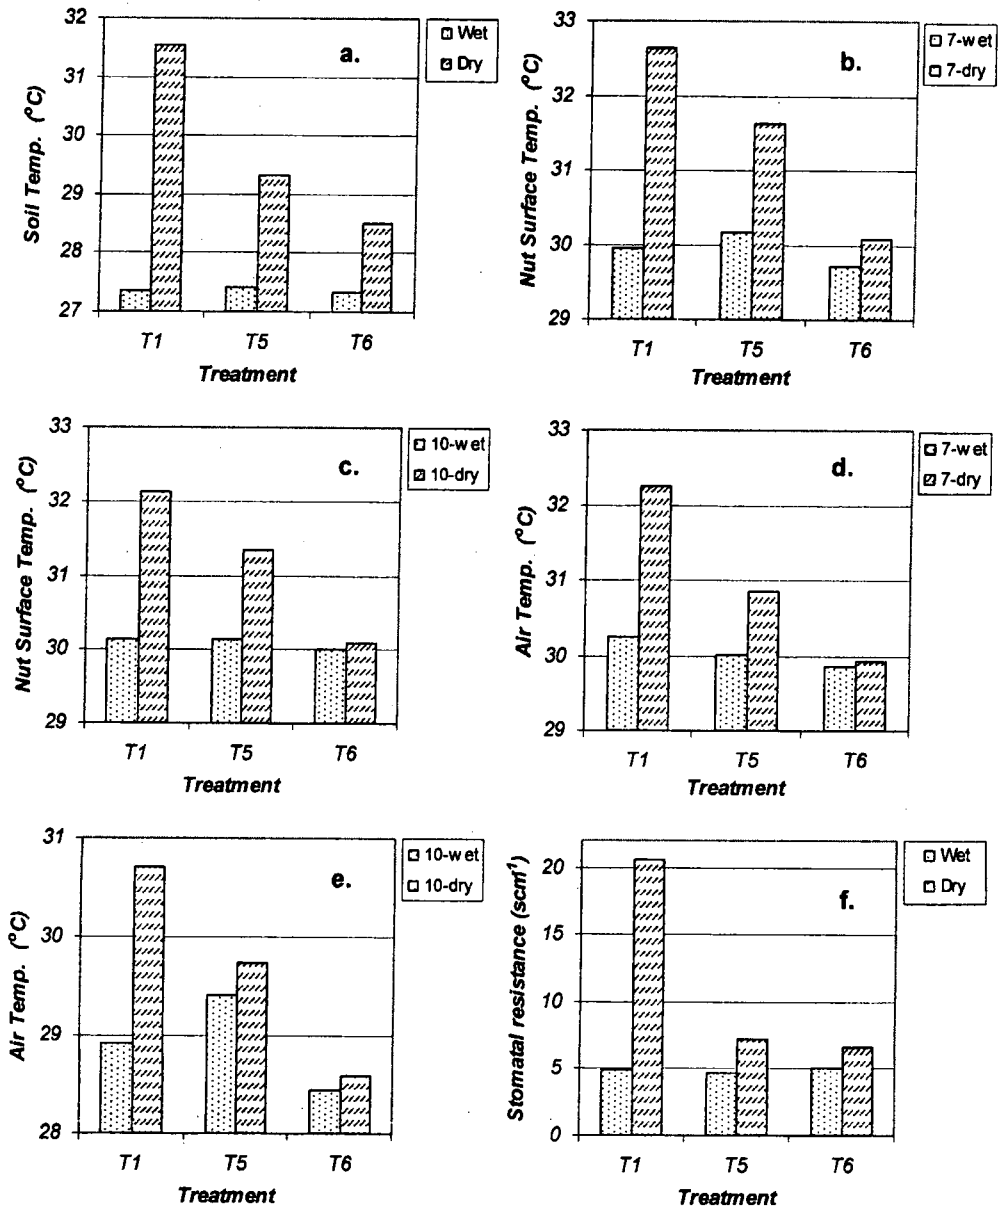 a.
Soil Temp. (°C)
32
31
30
29
28
27
T1 T5 T6
Treatment
Wet
Dry
b.
Nut Surface Temp. (°C)
33
32
31
30
29
T1 T5 T6
Treatment
7-wet
7-dry
c.
Nut Surface Temp. (°C)
33
32
31
30
29
T1 T5 T6
Treatment
10-wet
10-dry
d.
Air Temp. (°C)
33
32
31
30
29
T1 T5 T6
Treatment
7-wet
7-dry
e.
Air Temp. (°C)
31
30
29
28
T1 T5 T6
Treatment
10-wet
10-dry
f.
Stomatal resistance (scm¹)
20
15
10
5
0
T1 T5 T6
Treatment
Wet
Dry